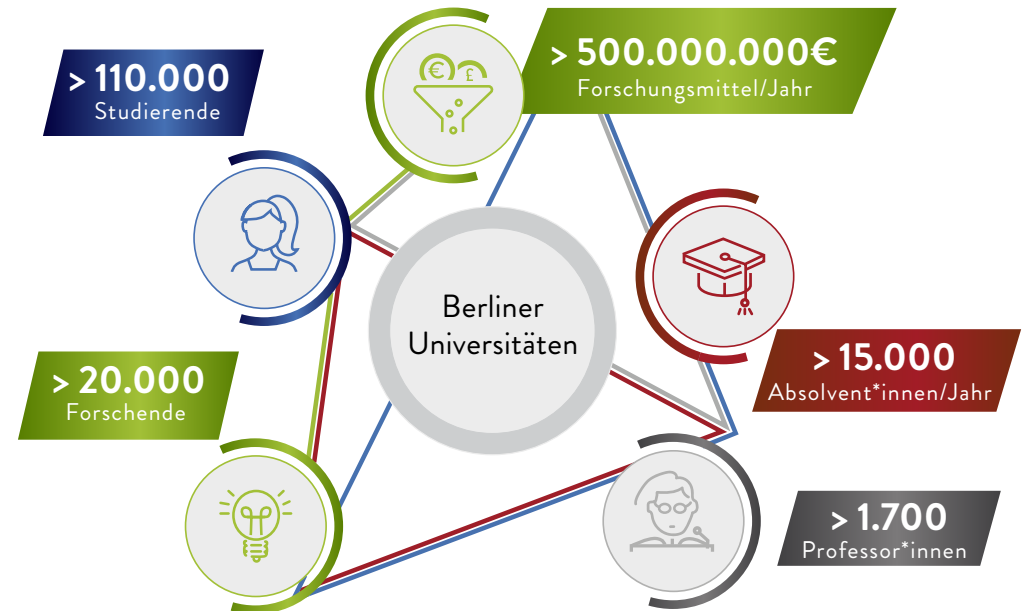 > 500.000.000€
Forschungsmittel/Jahr
> 110.000
Studierende
€
£
Berliner
Universitäten
> 15.000
Absolvent*innen/Jahr
> 20.000
Forschende
> 1.700
Professor*innen